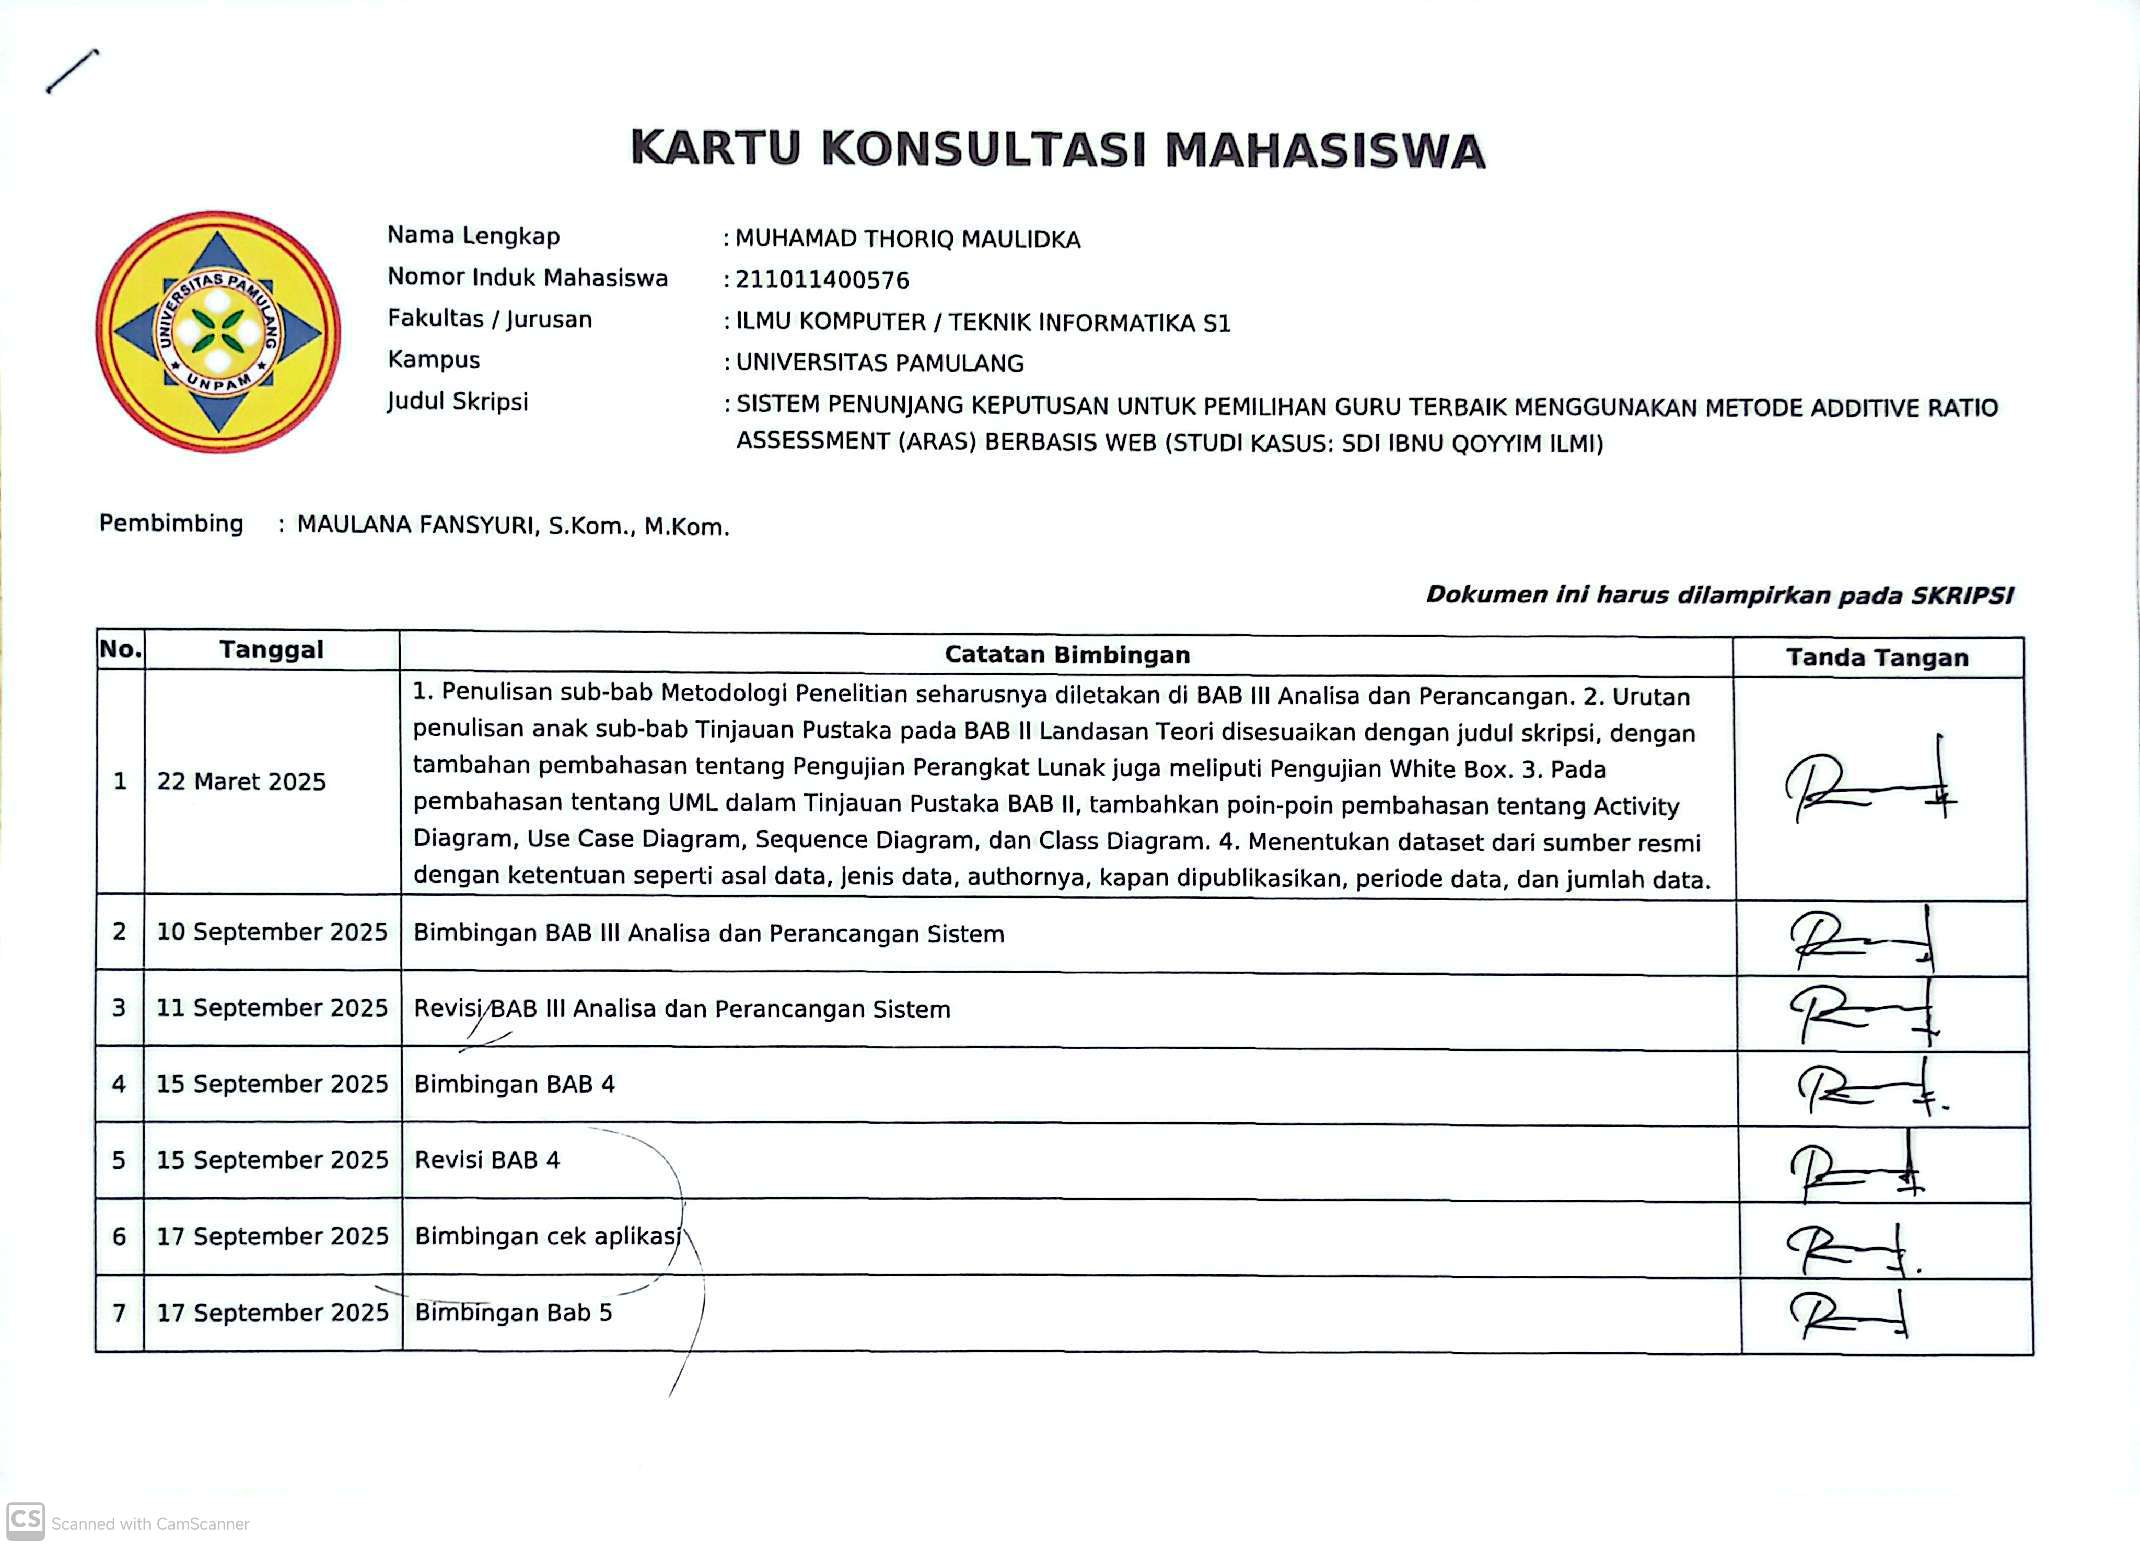 KARTU KONSULTASI MAHASISWA
UNIVERSITAS PAMULANG
UNPAM
Nama Lengkap : MUHAMAD THORIQ MAULIDKA
Nomor Induk Mahasiswa : 211011400576
Fakultas / Jurusan : ILMU KOMPUTER / TEKNIK INFORMATIKA S1
Kampus : UNIVERSITAS PAMULANG
Judul Skripsi : SISTEM PENUNJANG KEPUTUSAN UNTUK PEMILIHAN GURU TERBAIK MENGGUNAKAN METODE ADDITIVE RATIO
ASSESSMENT (ARAS) BERBASIS WEB (STUDI KASUS: SDI IBNU QOYYIM ILMI)
Pembimbing : MAULANA FANSYURI, S.Kom., M.Kom.
Dokumen ini harus dilampirkan pada SKRIPSI
No. Tanggal Catatan Bimbingan Tanda Tangan
1 22 Maret 2025 1. Penulisan sub-bab Metodologi Penelitian seharusnya diletakan di BAB III Analisa dan Perancangan. 2. Urutan
penulisan anak sub-bab Tinjauan Pustaka pada BAB II Landasan Teori disesuaikan dengan judul skripsi, dengan
tambahan pembahasan tentang Pengujian Perangkat Lunak juga meliputi Pengujian White Box. 3. Pada
pembahasan tentang UML dalam Tinjauan Pustaka BAB II, tambahkan poin-poin pembahasan tentang Activity
Diagram, Use Case Diagram, Sequence Diagram, dan Class Diagram. 4. Menentukan dataset dari sumber resmi
dengan ketentuan seperti asal data, jenis data, authornya, kapan dipublikasikan, periode data, dan jumlah data.
2 10 September 2025 Bimbingan BAB III Analisa dan Perancangan Sistem
3 11 September 2025 Revisi BAB III Analisa dan Perancangan Sistem
4 15 September 2025 Bimbingan BAB 4
5 15 September 2025 Revisi BAB 4
6 17 September 2025 Bimbingan cek aplikasi
7 17 September 2025 Bimbingan Bab 5
CS Scanned with CamScanner